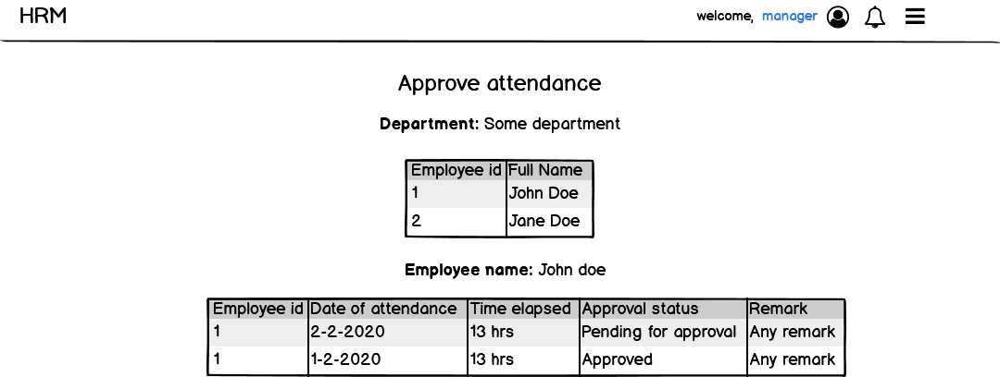 HRM
welcome, manager
Approve attendance
Department: Some department
Employee id Full Name
1 John Doe
2 Jane Doe
Employee name: John doe
Employee id Date of attendance Time elapsed Approval status Remark
1 2-2-2020 13 hrs Pending for approval Any remark
1 1-2-2020 13 hrs Approved Any remark